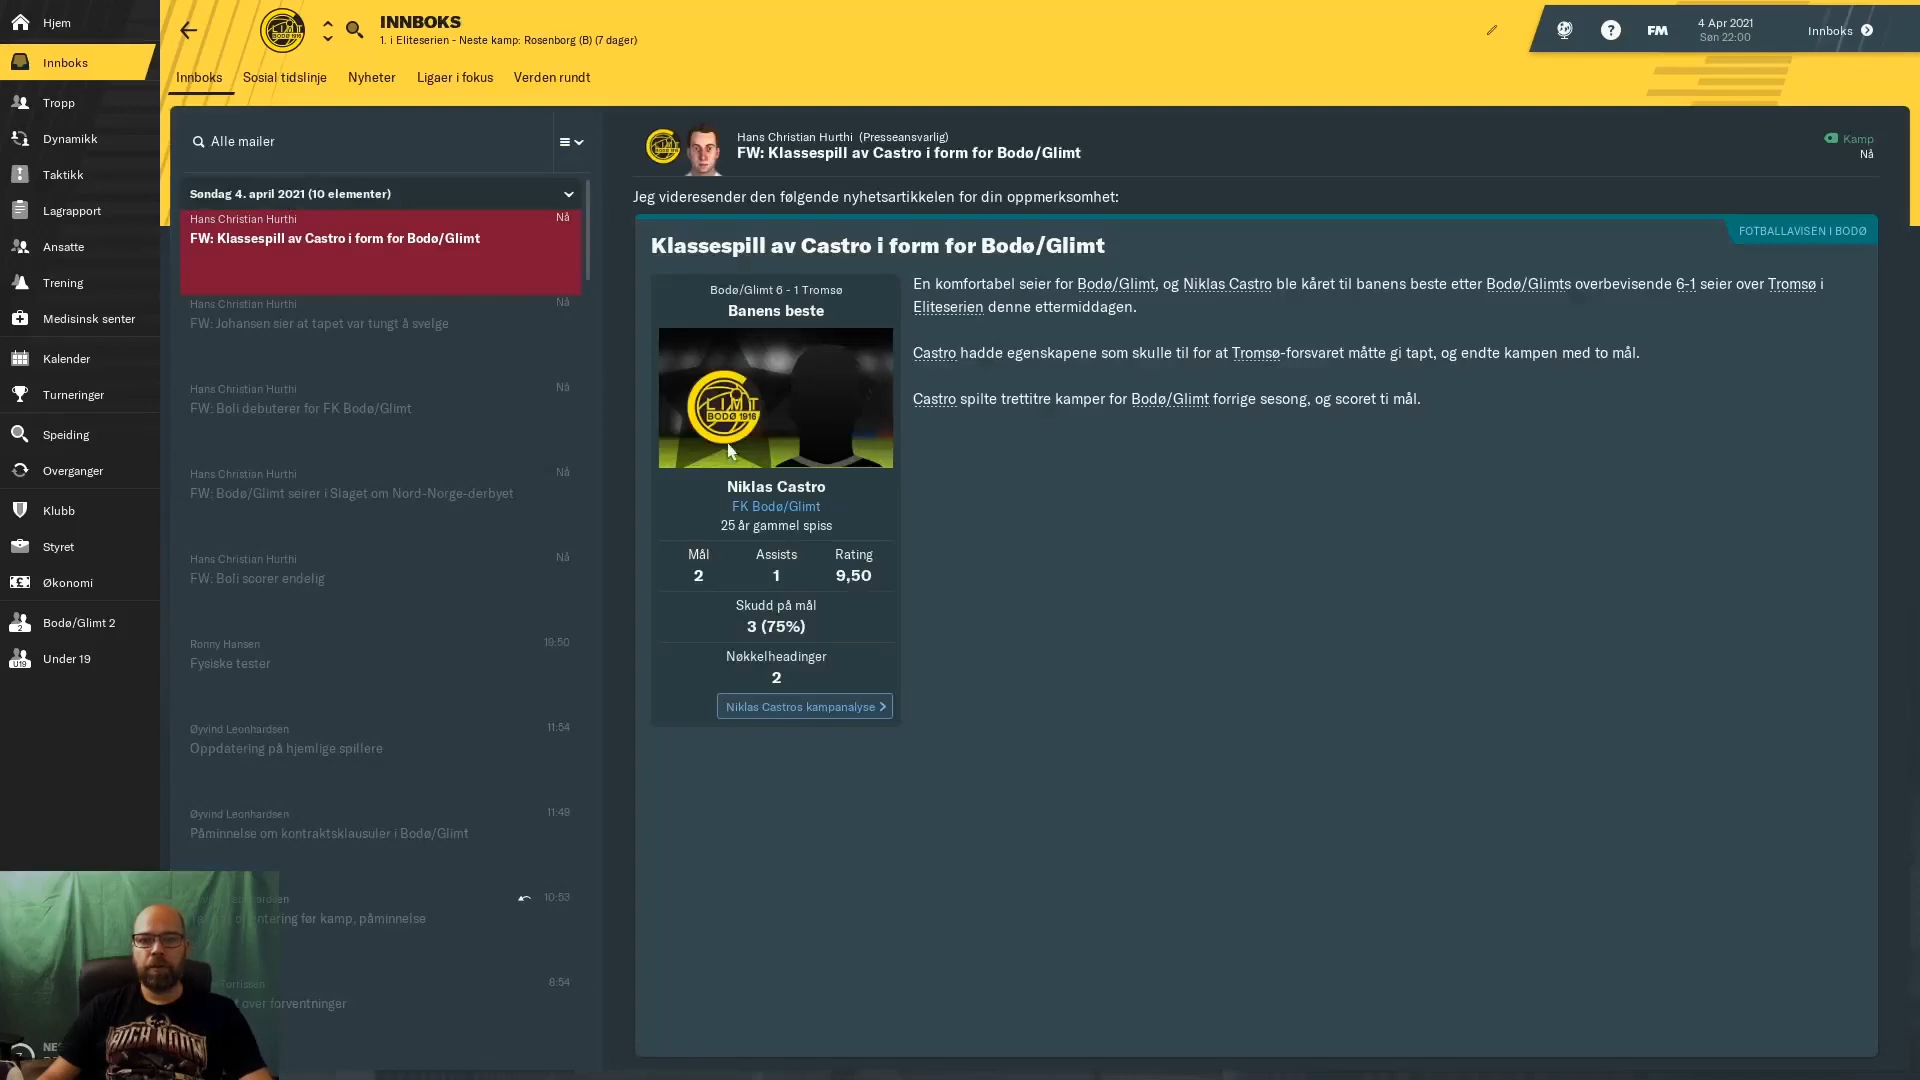 Hjem
Innboks
Tropp
Dynamikk
Taktikk
Lagrapport
Ansatte
Trening
Medisinsk senter
Kalender
Turneringer
Speiding
Overganger
Klubb
Styret
Økonomi
Bodø/Glimt 2
Under 19
INNBOKS
1. i Eliteserien - Neste kamp: Rosenborg (B) (7 dager)
FM
4 Apr 2021
Søn 22:00
Innboks
Innboks
Sosial tidslinje
Nyheter
Ligaer i fokus
Verden rundt
Alle mailer
Søndag 4. april 2021 (10 elementer)
Hans Christian Hurthi Nå
FW: Klassespill av Castro i form for Bodø/Glimt
Hans Christian Hurthi Nå
FW: Johansen sier at tapet var tungt å svelge
Hans Christian Hurthi Nå
FW: Boli debuterer for FK Bodø/Glimt
Hans Christian Hurthi Nå
FW: Bodø/Glimt seirer i Slaget om Nord-Norge-derbyet
Hans Christian Hurthi Nå
FW: Boli scorer endelig
Ronny Hansen 19:50
Fysiske tester
Øyvind Leonhardsen 11:54
Oppdatering på hjemlige spillere
Øyvind Leonhardsen 11:49
Påminnelse om kontraktsklausuler i Bodø/Glimt
10:53
før kamp, påminnelse
8:54
over forventninger
Hans Christian Hurthi (Presseansvarlig)
FW: Klassespill av Castro i form for Bodø/Glimt
Kamp
Nå
Jeg videresender den følgende nyhetsartikkelen for din oppmerksomhet:
FOTBALLAVISEN I BODØ
Klassespill av Castro i form for Bodø/Glimt
Bodø/Glimt 6 - 1 Tromsø
Banens beste
GLIMT
BODØ 1916
Niklas Castro
FK Bodø/Glimt
25 år gammel spiss
Mål Assists Rating
2 1 9,50
Skudd på mål
3 (75%)
Nøkkelheadinger
2
Niklas Castros kampanalyse
En komfortabel seier for Bodø/Glimt, og Niklas Castro ble kåret til banens beste etter Bodø/Glimts overbevisende 6-1 seier over Tromsø i
Eliteserien denne ettermiddagen.
Castro hadde egenskapene som skulle til for at Tromsø-forsvaret måtte gi tapt, og endte kampen med to mål.
Castro spilte trettitre kamper for Bodø/Glimt forrige sesong, og scoret ti mål.
HIGH NOON